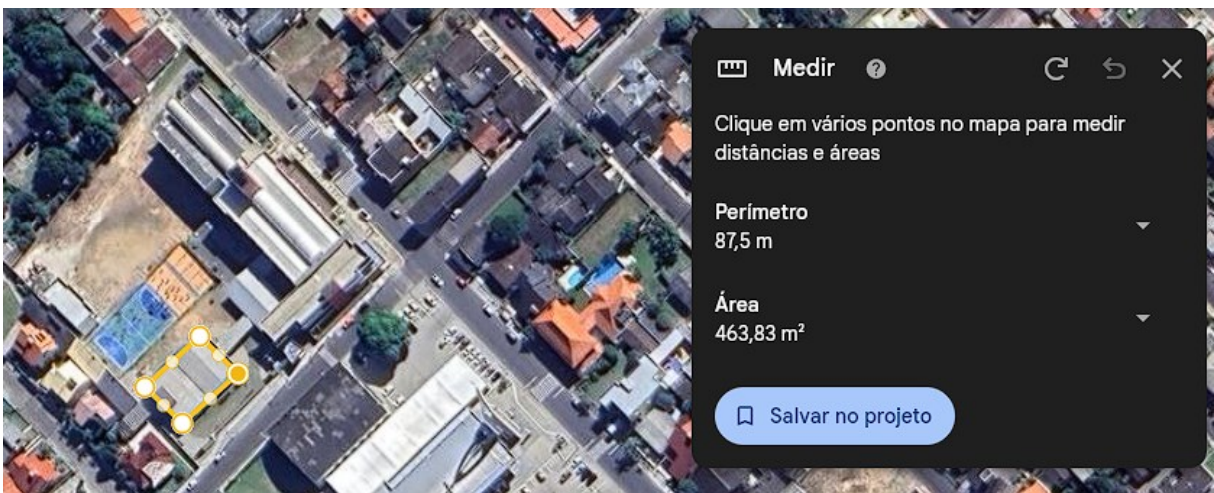 Medir
Clique em vários pontos no mapa para medir
distâncias e áreas
Perímetro
87,5 m
Área
463,83 m²
Salvar no projeto